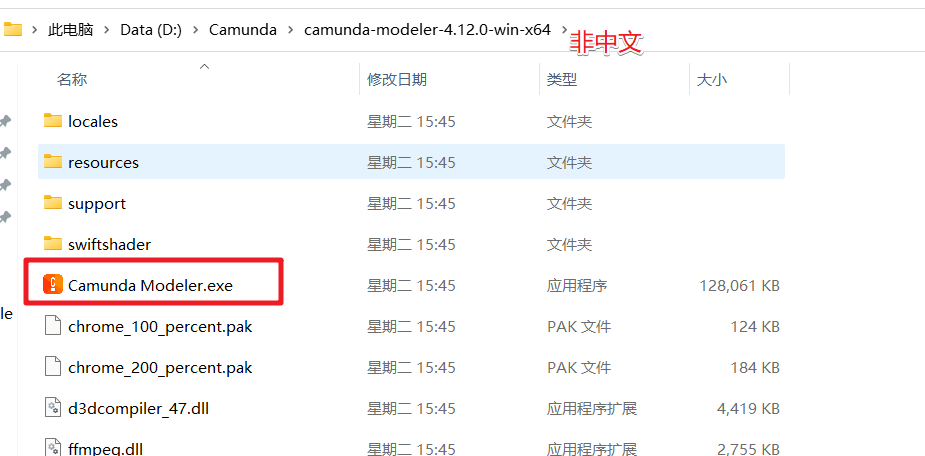 此电脑 Data (D:) Camunda camunda-modeler-4.12.0-win-x64
非中文
名称 修改日期 类型 大小
locales 星期二 15:45 文件夹
resources 星期二 15:45 文件夹
support 星期二 15:45 文件夹
swiftshader 星期二 15:45 文件夹
Camunda Modeler.exe 星期二 15:45 应用程序 128,061 KB
le
chrome_100_percent.pak 星期二 15:45 PAK 文件 124 KB
chrome_200_percent.pak 星期二 15:45 PAK 文件 184 KB
d3dcompiler_47.dll 星期二 15:45 应用程序扩展 4,419 KB
ffmpeg.dll 星期二 15:45 应用程序扩展 2,755 KB